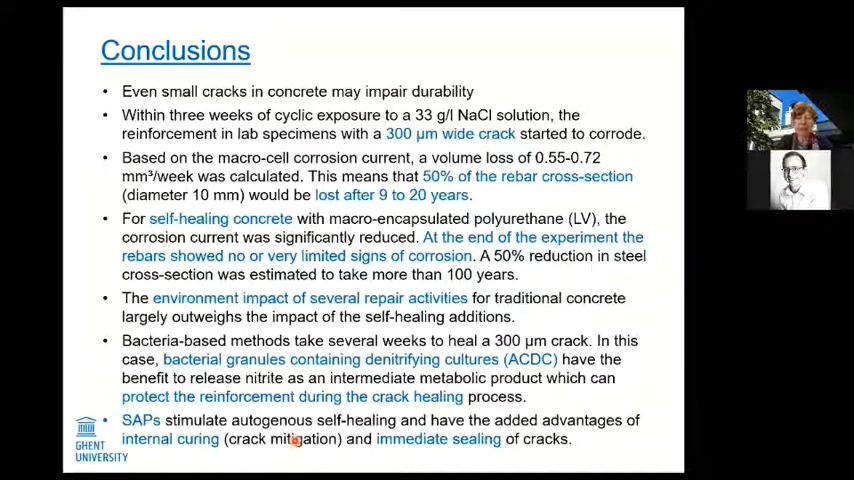 Conclusions
• Even small cracks in concrete may impair durability
• Within three weeks of cyclic exposure to a 33 g/l NaCl solution, the
reinforcement in lab specimens with a 300 µm wide crack started to corrode.
• Based on the macro-cell corrosion current, a volume loss of 0.55-0.72
mm³/week was calculated. This means that 50% of the rebar cross-section
(diameter 10 mm) would be lost after 9 to 20 years.
• For self-healing concrete with macro-encapsulated polyurethane (LV), the
corrosion current was significantly reduced. At the end of the experiment the
rebars showed no or very limited signs of corrosion. A 50% reduction in steel
cross-section was estimated to take more than 100 years.
• The environment impact of several repair activities for traditional concrete
largely outweighs the impact of the self-healing additions.
• Bacteria-based methods take several weeks to heal a 300 µm crack. In this
case, bacterial granules containing denitrifying cultures (ACDC) have the
benefit to release nitrite as an intermediate metabolic product which can
protect the reinforcement during the crack healing process.
• SAPs stimulate autogenous self-healing and have the added advantages of
internal curing (crack mitigation) and immediate sealing of cracks.
GHENT
UNIVERSITY